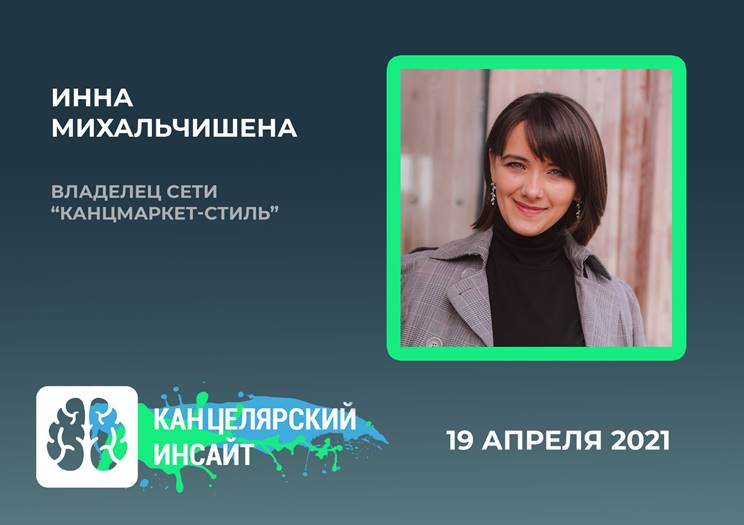 ИННА
МИХАЛЬЧИШЕНА
ВЛАДЕЛЕЦ СЕТИ
“КАНЦМАРКЕТ-СТИЛЬ”
КАНЦЕЛЯРСКИЙ
ИНСАЙТ
19 АПРЕЛЯ 2021